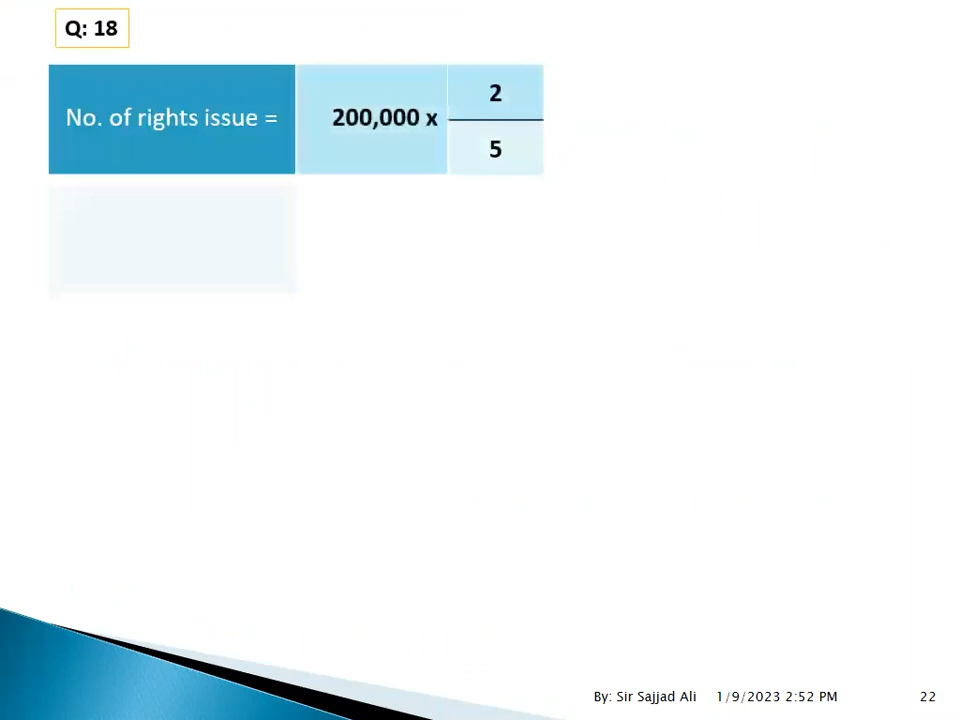 Q: 18
No. of rights issue =
200,000 x
2
5
By: Sir Sajjad Ali 1/9/2023 2:52 PM 22